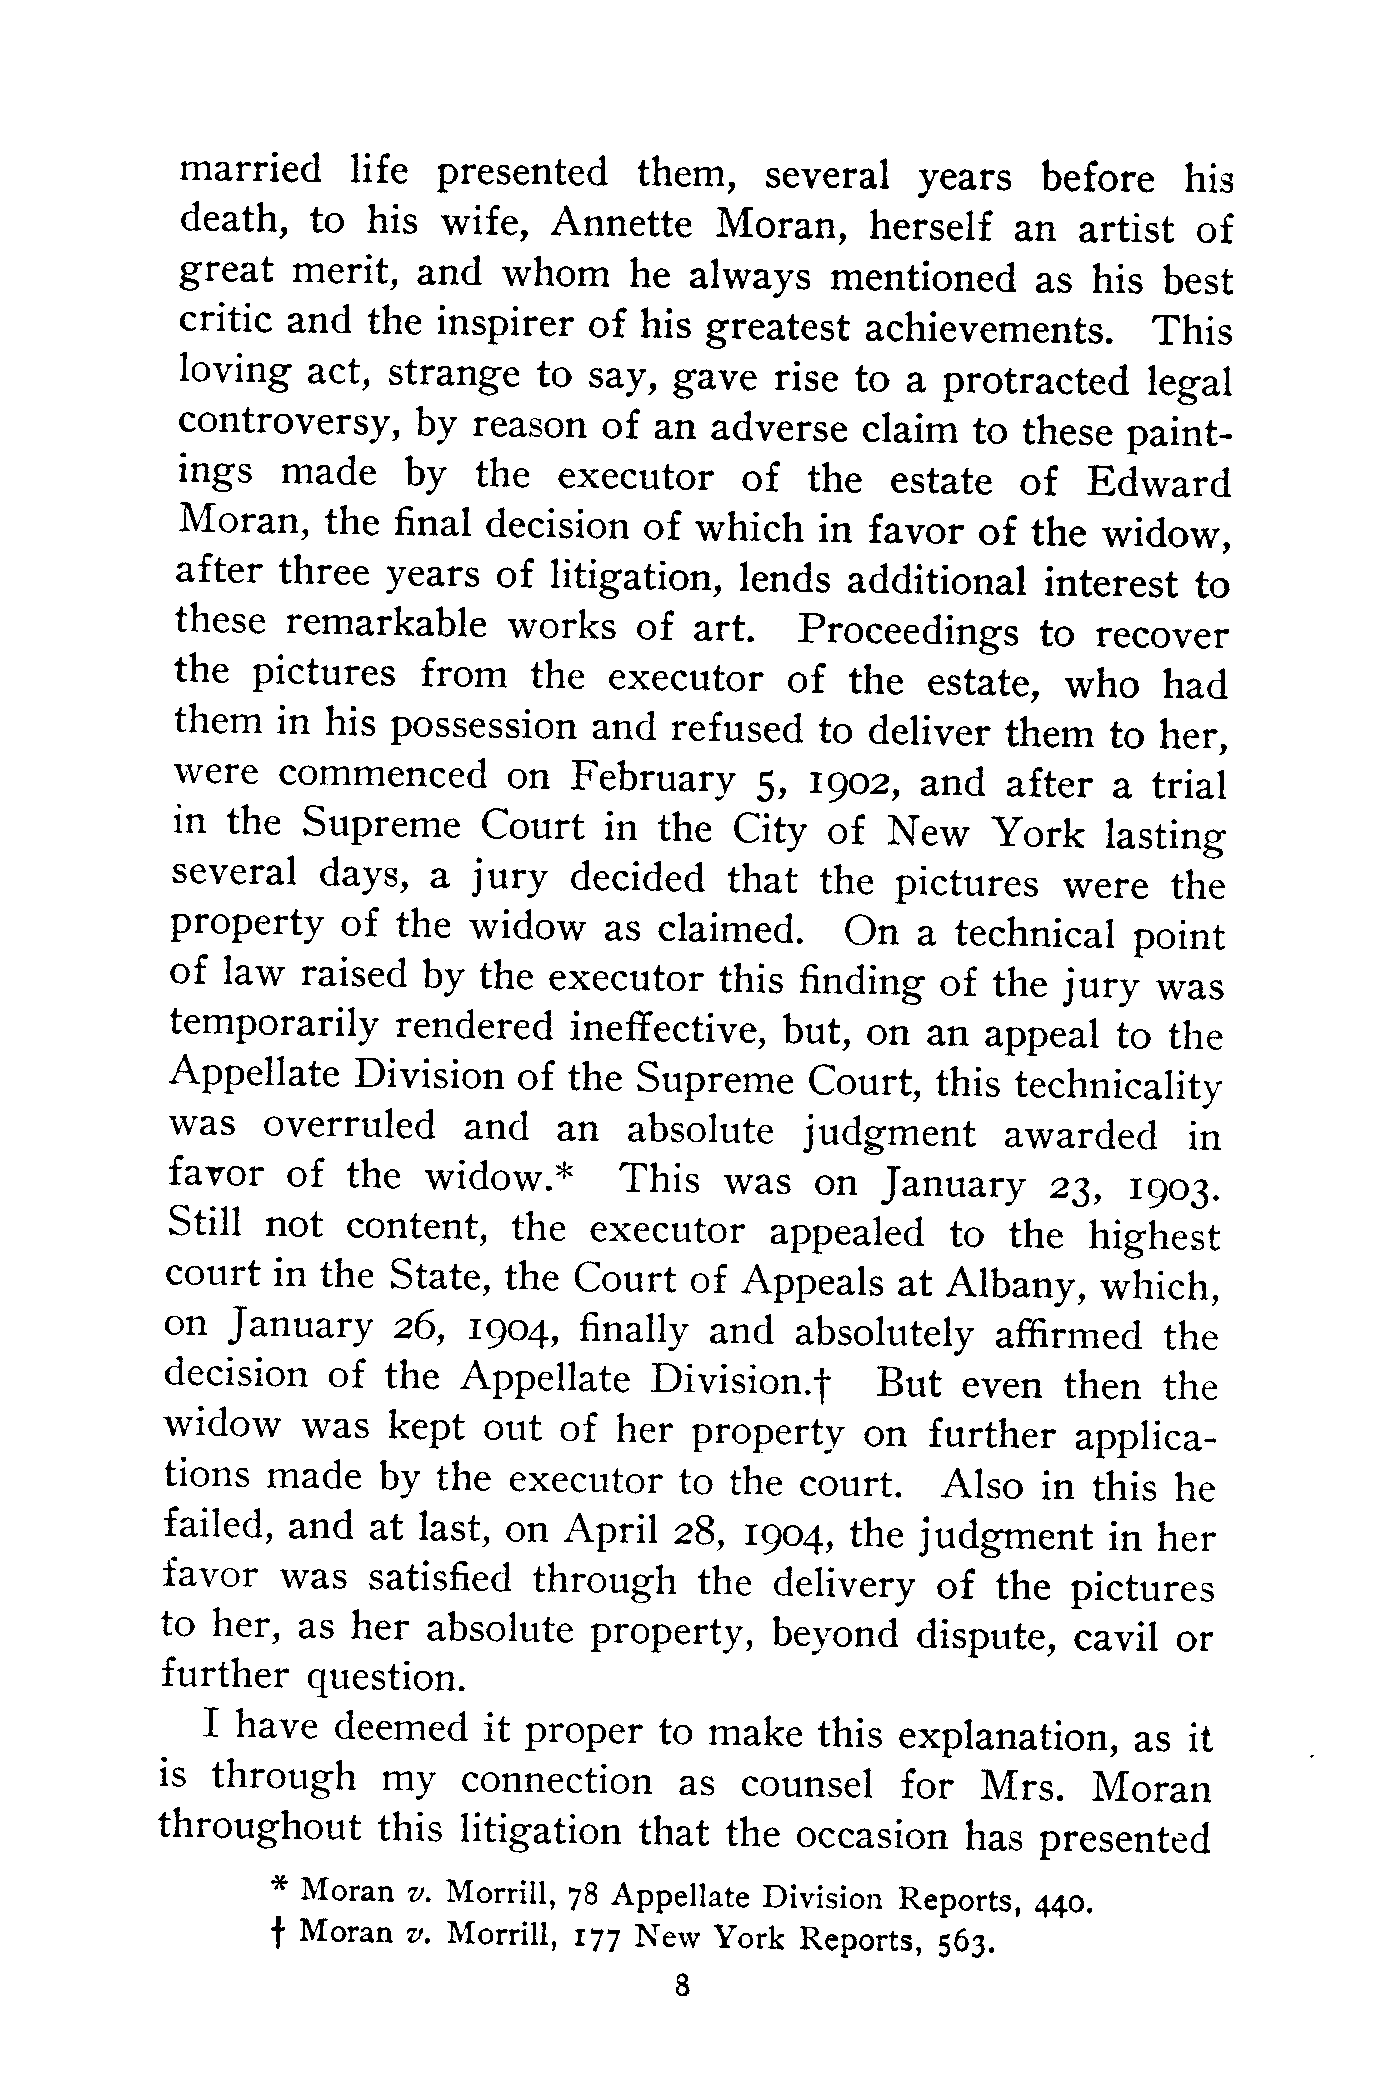 married life presented them, several years before his
death, to his wife, Annette Moran, herself an artist of
great merit, and whom he always mentioned as his best
critic and the inspirer of his greatest achievements. This
loving act, strange to say, gave rise to a protracted legal
controversy, by reason of an adverse claim to these paint-
ings made by the executor of the estate of Edward
Moran, the final decision of which in favor of the widow,
after three years of litigation, lends additional interest to
these remarkable works of art. Proceedings to recover
the pictures from the executor of the estate, who had
them in his possession and refused to deliver them to her,
were commenced on February 5, 1902, and after a trial
in the Supreme Court in the City of New York lasting
several days, a jury decided that the pictures were the
property of the widow as claimed. On a technical point
of law raised by the executor this finding of the jury was
temporarily rendered ineffective, but, on an appeal to the
Appellate Division of the Supreme Court, this technicality
was overruled and an absolute judgment awarded in
favor of the widow.* This was on January 23, 1903.
Still not content, the executor appealed to the highest
court in the State, the Court of Appeals at Albany, which,
on January 26, 1904, finally and absolutely affirmed the
decision of the Appellate Division.† But even then the
widow was kept out of her property on further applica-
tions made by the executor to the court. Also in this he
failed, and at last, on April 28, 1904, the judgment in her
favor was satisfied through the delivery of the pictures
to her, as her absolute property, beyond dispute, cavil or
further question.
I have deemed it proper to make this explanation, as it
is through my connection as counsel for Mrs. Moran
throughout this litigation that the occasion has presented
* Moran v. Morrill, 78 Appellate Division Reports, 440.
† Moran v. Morrill, 177 New York Reports, 563.
8